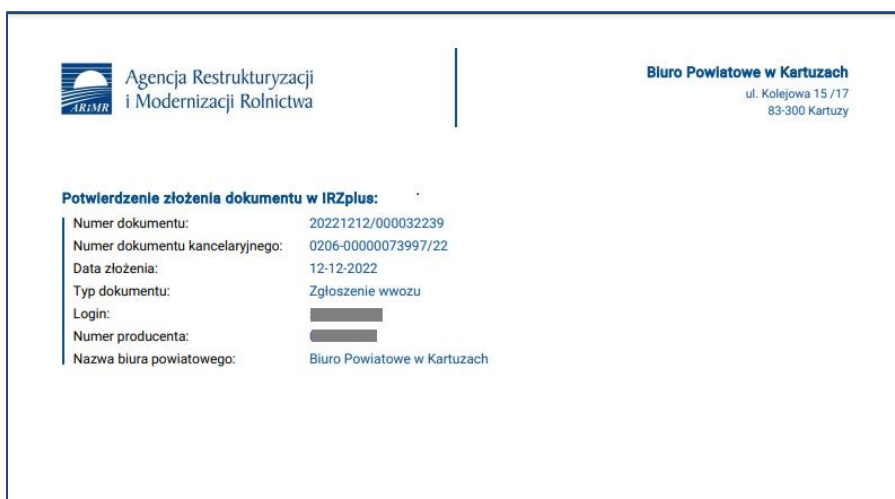 ARiMR
Agencja Restrukturyzacji
i Modernizacji Rolnictwa
Biuro Powiatowe w Kartuzach
ul. Kolejowa 15 /17
83-300 Kartuzy
Potwierdzenie złożenia dokumentu w IRZplus:
Numer dokumentu: 20221212/000032239
Numer dokumentu kancelaryjnego: 0206-00000073997/22
Data złożenia: 12-12-2022
Typ dokumentu: Zgłoszenie wwozu
Login:
Numer producenta:
Nazwa biura powiatowego: Biuro Powiatowe w Kartuzach